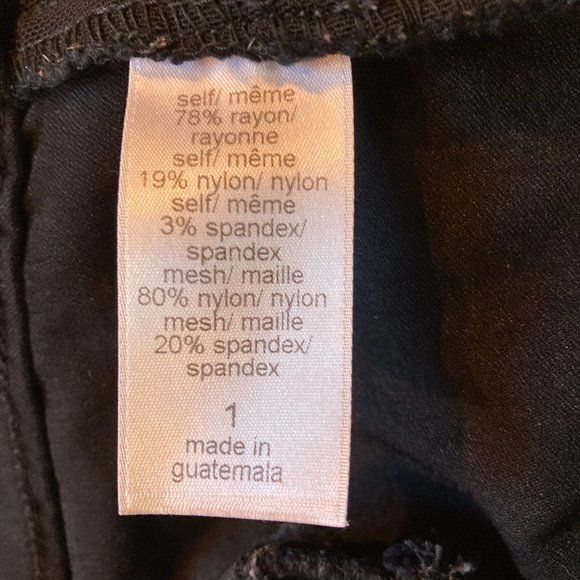 self/ même
78% rayon/
rayonne
self/ même
19% nylon/ nylon
self/ même
3% spandex/
spandex
mesh/ maille
80% nylon/ nylon
mesh/ maille
20% spandex/
spandex
1
made in
guatemala